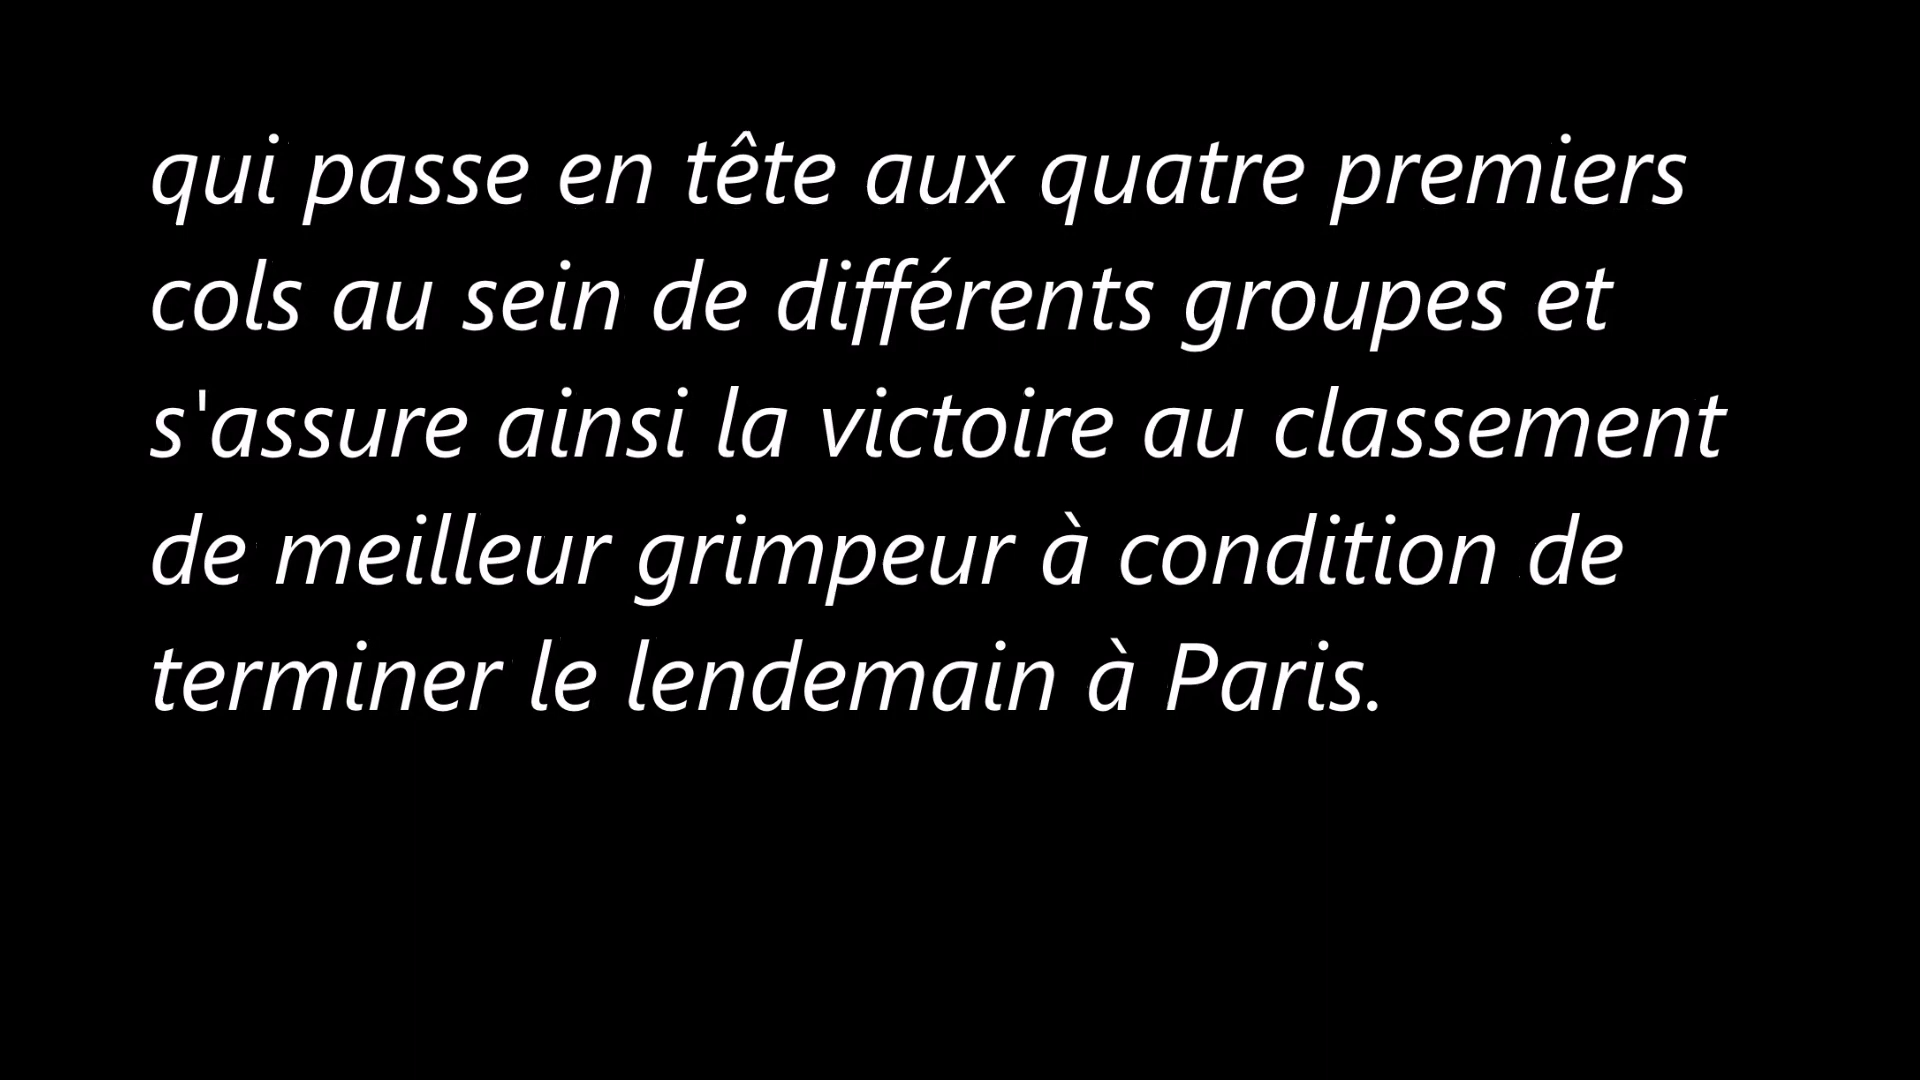 qui passe en tête aux quatre premiers
cols au sein de différents groupes et
s'assure ainsi la victoire au classement
de meilleur grimpeur à condition de
terminer le lendemain à Paris.